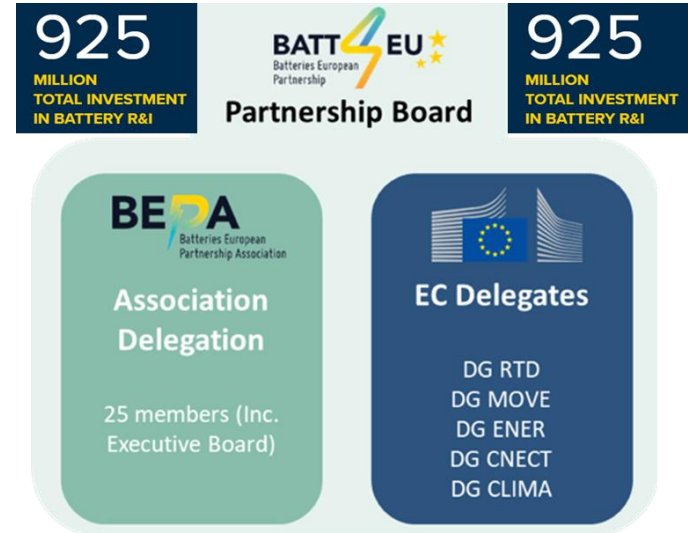 925
MILLION
TOTAL INVESTMENT
IN BATTERY R&I
BATT4EU
Batteries European
Partnership
Partnership Board
925
MILLION
TOTAL INVESTMENT
IN BATTERY R&I
BEPA
Batteries European
Partnership Association
Association
Delegation
25 members (Inc.
Executive Board)
EC Delegates
DG RTD
DG MOVE
DG ENER
DG CNECT
DG CLIMA